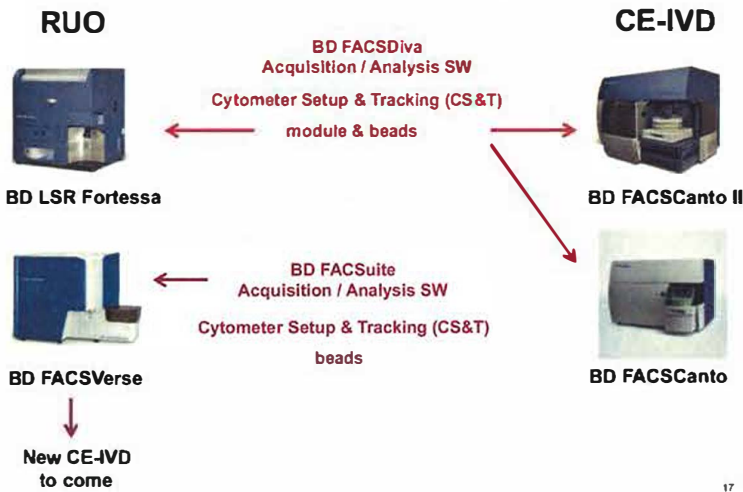 RUO
CE-IVD
BD FACSDiva
Acquisition / Analysis SW
Cytometer Setup & Tracking (CS&T)
module & beads
BD LSR Fortessa
BD FACSCanto II
BD FACSuite
Acquisition / Analysis SW
Cytometer Setup & Tracking (CS&T)
beads
BD FACSVerse
BD FACSCanto
New CE-IVD
to come
17